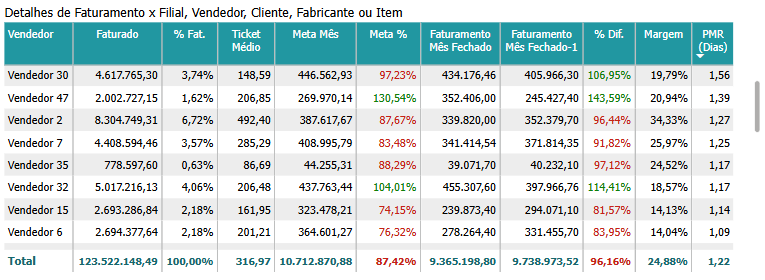 Detalhes de Faturamento x Filial, Vendedor, Cliente, Fabricante ou Item
Vendedor Faturado % Fat. Ticket Médio Meta Mês Meta % Faturamento Mês Fechado Faturamento Mês Fechado-1 % Dif. Margem PMR (Dias)
Vendedor 30 4.617.765,30 3,74% 148,59 446.562,93 97,23% 434.176,46 405.966,30 106,95% 19,79% 1,56
Vendedor 47 2.002.727,15 1,62% 206,85 269.970,14 130,54% 352.406,00 245.427,40 143,59% 20,94% 1,39
Vendedor 2 8.304.749,31 6,72% 492,40 387.617,67 87,67% 339.820,00 352.379,70 96,44% 34,33% 1,27
Vendedor 7 4.408.594,46 3,57% 285,29 408.995,79 83,48% 341.414,54 371.814,35 91,82% 25,97% 1,25
Vendedor 35 778.597,60 0,63% 86,69 44.255,31 88,29% 39.071,70 40.232,10 97,12% 24,52% 1,17
Vendedor 32 5.017.216,13 4,06% 206,48 437.763,44 104,01% 455.307,60 397.966,76 114,41% 18,57% 1,17
Vendedor 15 2.693.286,84 2,18% 161,95 323.478,21 74,15% 239.873,40 294.071,10 81,57% 14,13% 1,14
Vendedor 6 2.694.377,64 2,18% 201,21 364.601,27 76,32% 278.264,40 331.455,70 83,95% 14,04% 1,09
Total 123.522.148,49 100,00% 316,97 10.712.870,88 87,42% 9.365.198,80 9.738.973,52 96,16% 24,88% 1,22